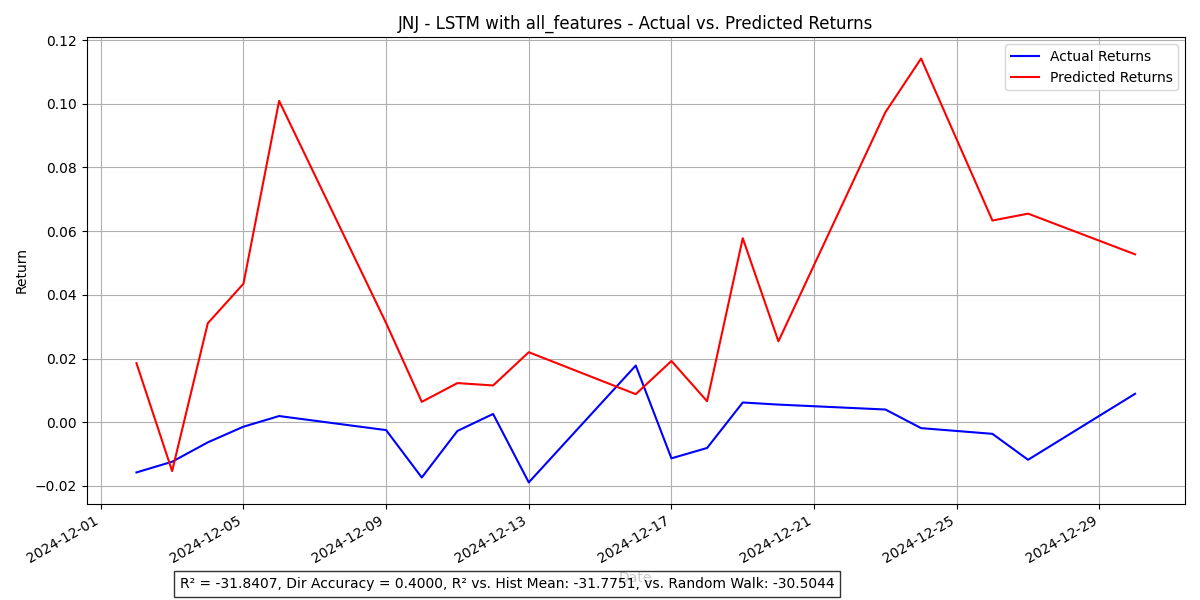 JNJ - LSTM with all_features - Actual vs. Predicted Returns
Actual Returns
Predicted Returns
Return
0.12
0.10
0.08
0.06
0.04
0.02
0.00
−0.02
2024-12-01
2024-12-05
2024-12-09
2024-12-13
2024-12-17
2024-12-21
2024-12-25
2024-12-29
Date
R² = -31.8407, Dir Accuracy = 0.4000, R² vs. Hist Mean: -31.7751, vs. Random Walk: -30.5044